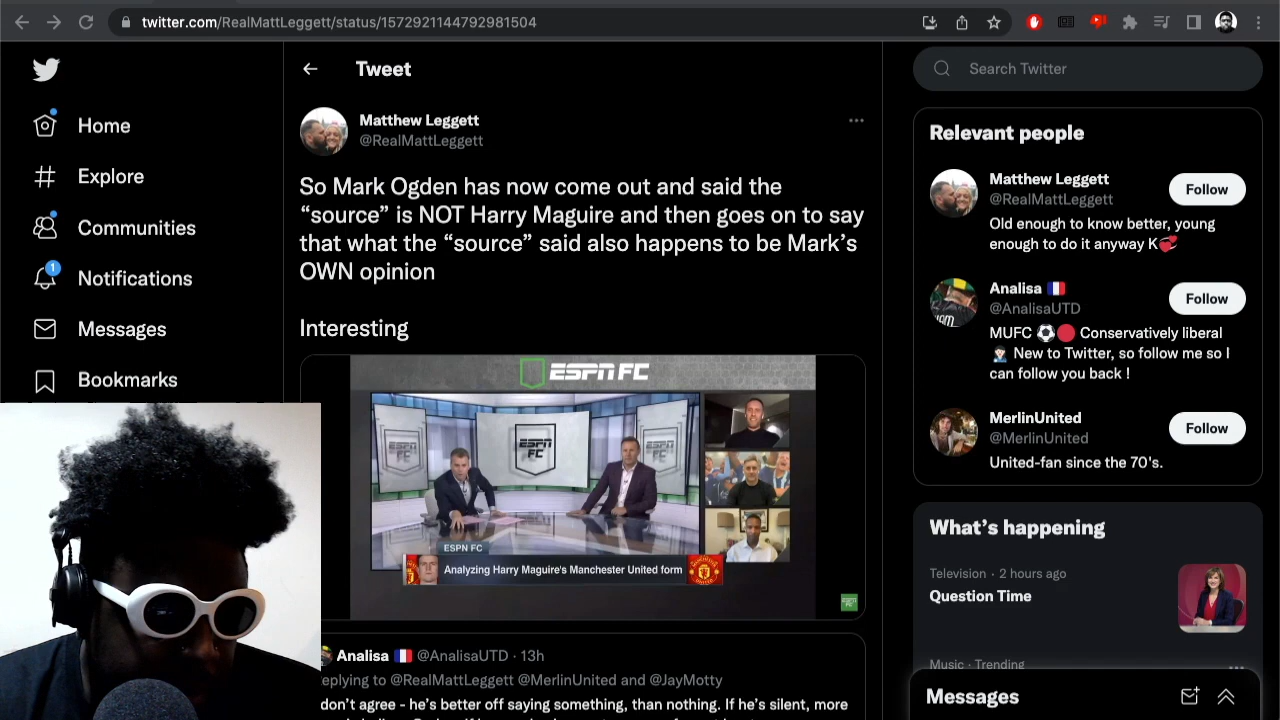 twitter.com/RealMattLeggett/status/1572921144792981504
Home
Explore
Communities
1
Notifications
Messages
Bookmarks
Tweet
Matthew Leggett
@RealMattLeggett
So Mark Ogden has now come out and said the
“source” is NOT Harry Maguire and then goes on to say
that what the “source” said also happens to be Mark’s
OWN opinion
Interesting
ESPN FC
ESPN FC
ESPN FC
ESPN FC
ESPN FC
Analyzing Harry Maguire's Manchester United form
Analisa @AnalisaUTD · 13h
eplying to @RealMattLeggett @MerlinUnited and @JayMotty
don’t agree - he’s better off saying something, than nothing. If he’s silent, more
Search Twitter
Relevant people
Matthew Leggett
@RealMattLeggett
Follow
Old enough to know better, young
enough to do it anyway K
Analisa
@AnalisaUTD
Follow
MUFC Conservatively liberal
New to Twitter, so follow me so I
can follow you back !
MerlinUnited
@MerlinUnited
Follow
United-fan since the 70's.
What’s happening
Television · 2 hours ago
Question Time
Music · Trending
Messages